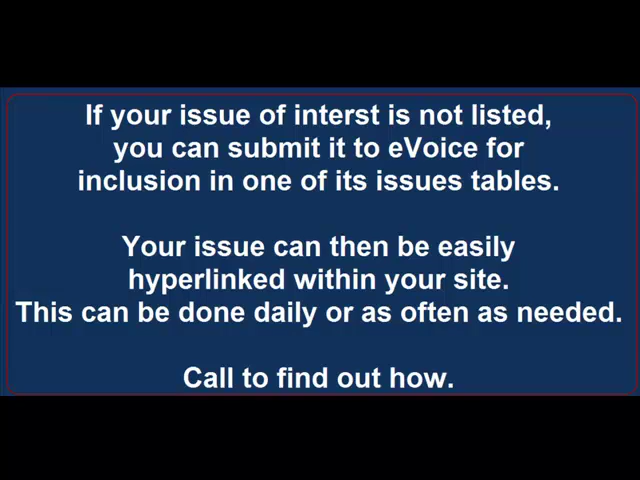 If your issue of interst is not listed,
you can submit it to eVoice for
inclusion in one of its issues tables.
Your issue can then be easily
hyperlinked within your site.
This can be done daily or as often as needed.
Call to find out how.